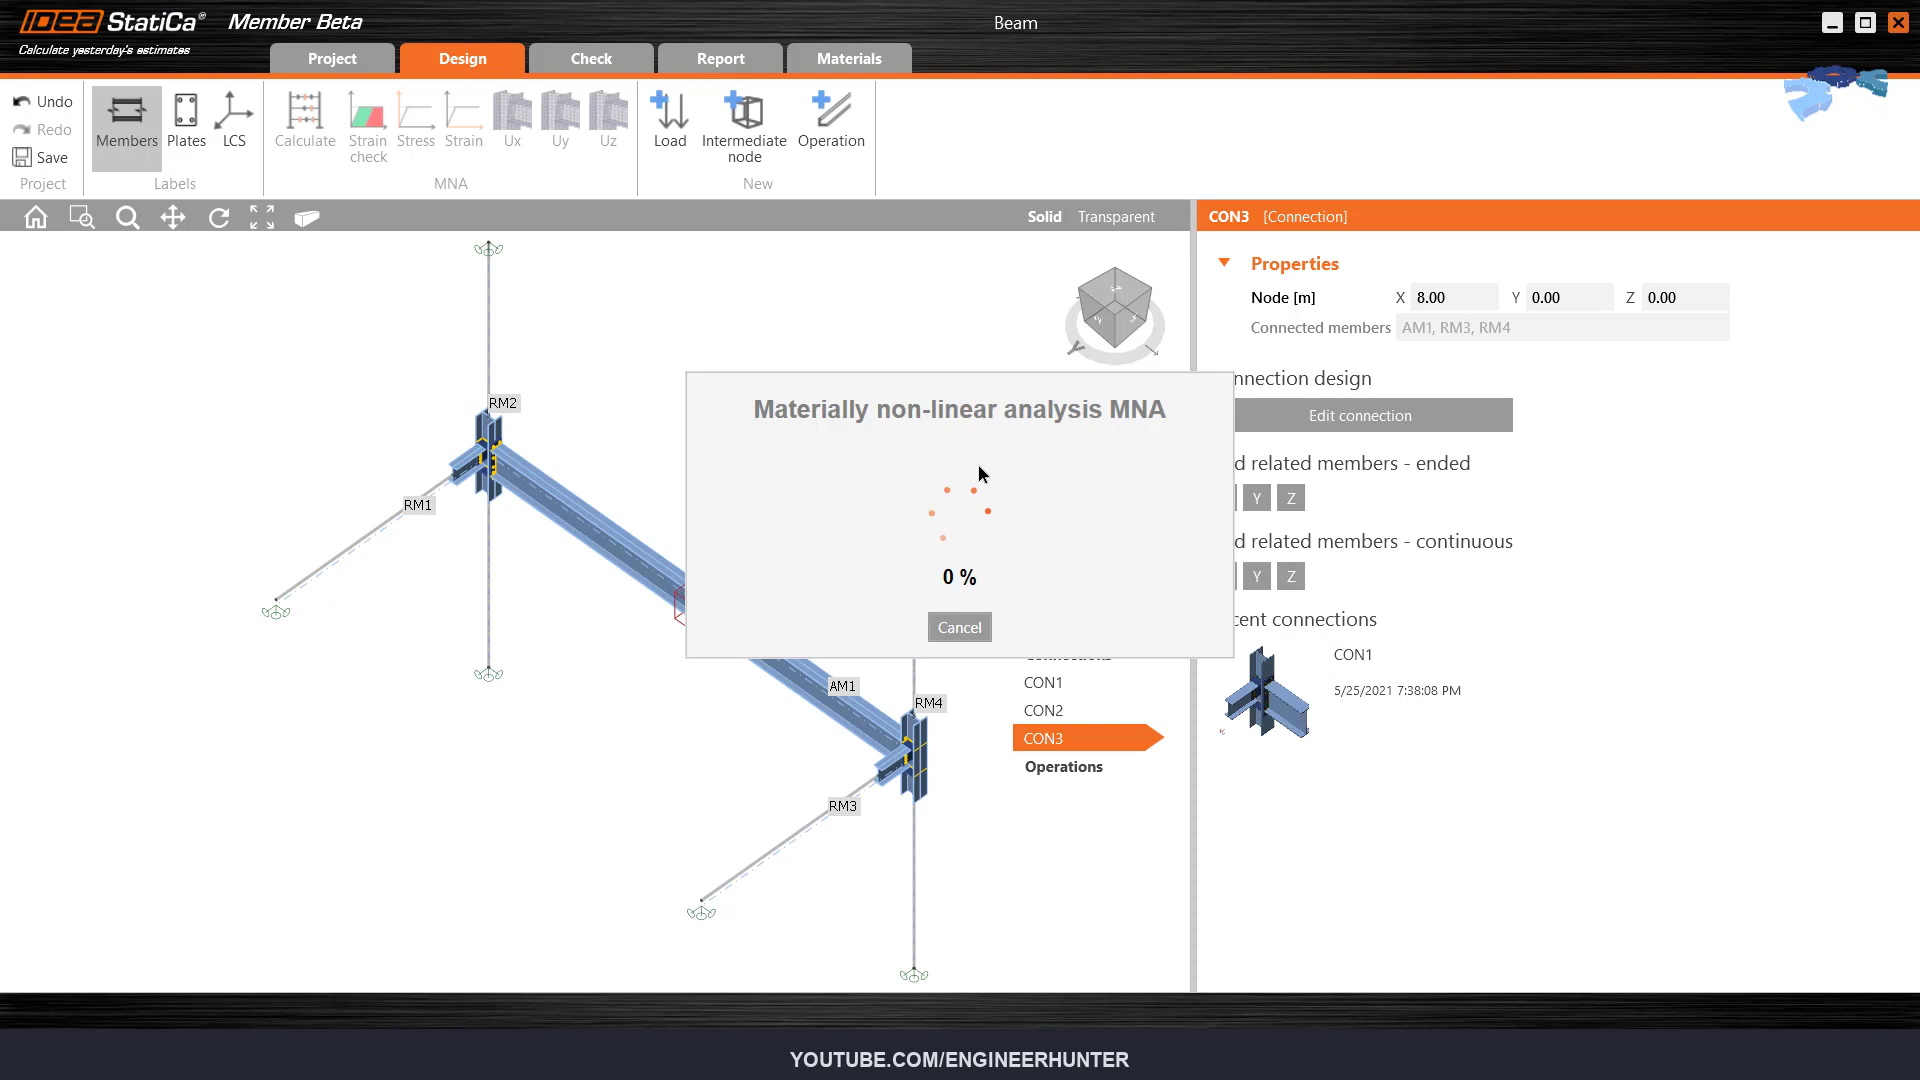 IDEA StatiCa® Member Beta
Calculate yesterday's estimates
Beam
Project
Design
Check
Report
Materials
Undo
Redo
Save
Project
Members
Plates
LCS
Labels
Calculate
Strain check
Stress
Strain
Ux
Uy
Uz
MNA
Load
Intermediate node
Operation
New
Solid
Transparent
CON3 [Connection]
Properties
Node [m] X 8.00 Y 0.00 Z 0.00
Connected members AM1, RM3, RM4
nnection design
Edit connection
d related members - ended
Y Z
d related members - continuous
Y Z
cent connections
CON1
5/25/2021 7:38:08 PM
RM2
RM1
AM1
RM4
RM3
Materially non-linear analysis MNA
0 %
Cancel
CON1
CON2
CON3
Operations
YOUTUBE.COM/ENGINEERHUNTER